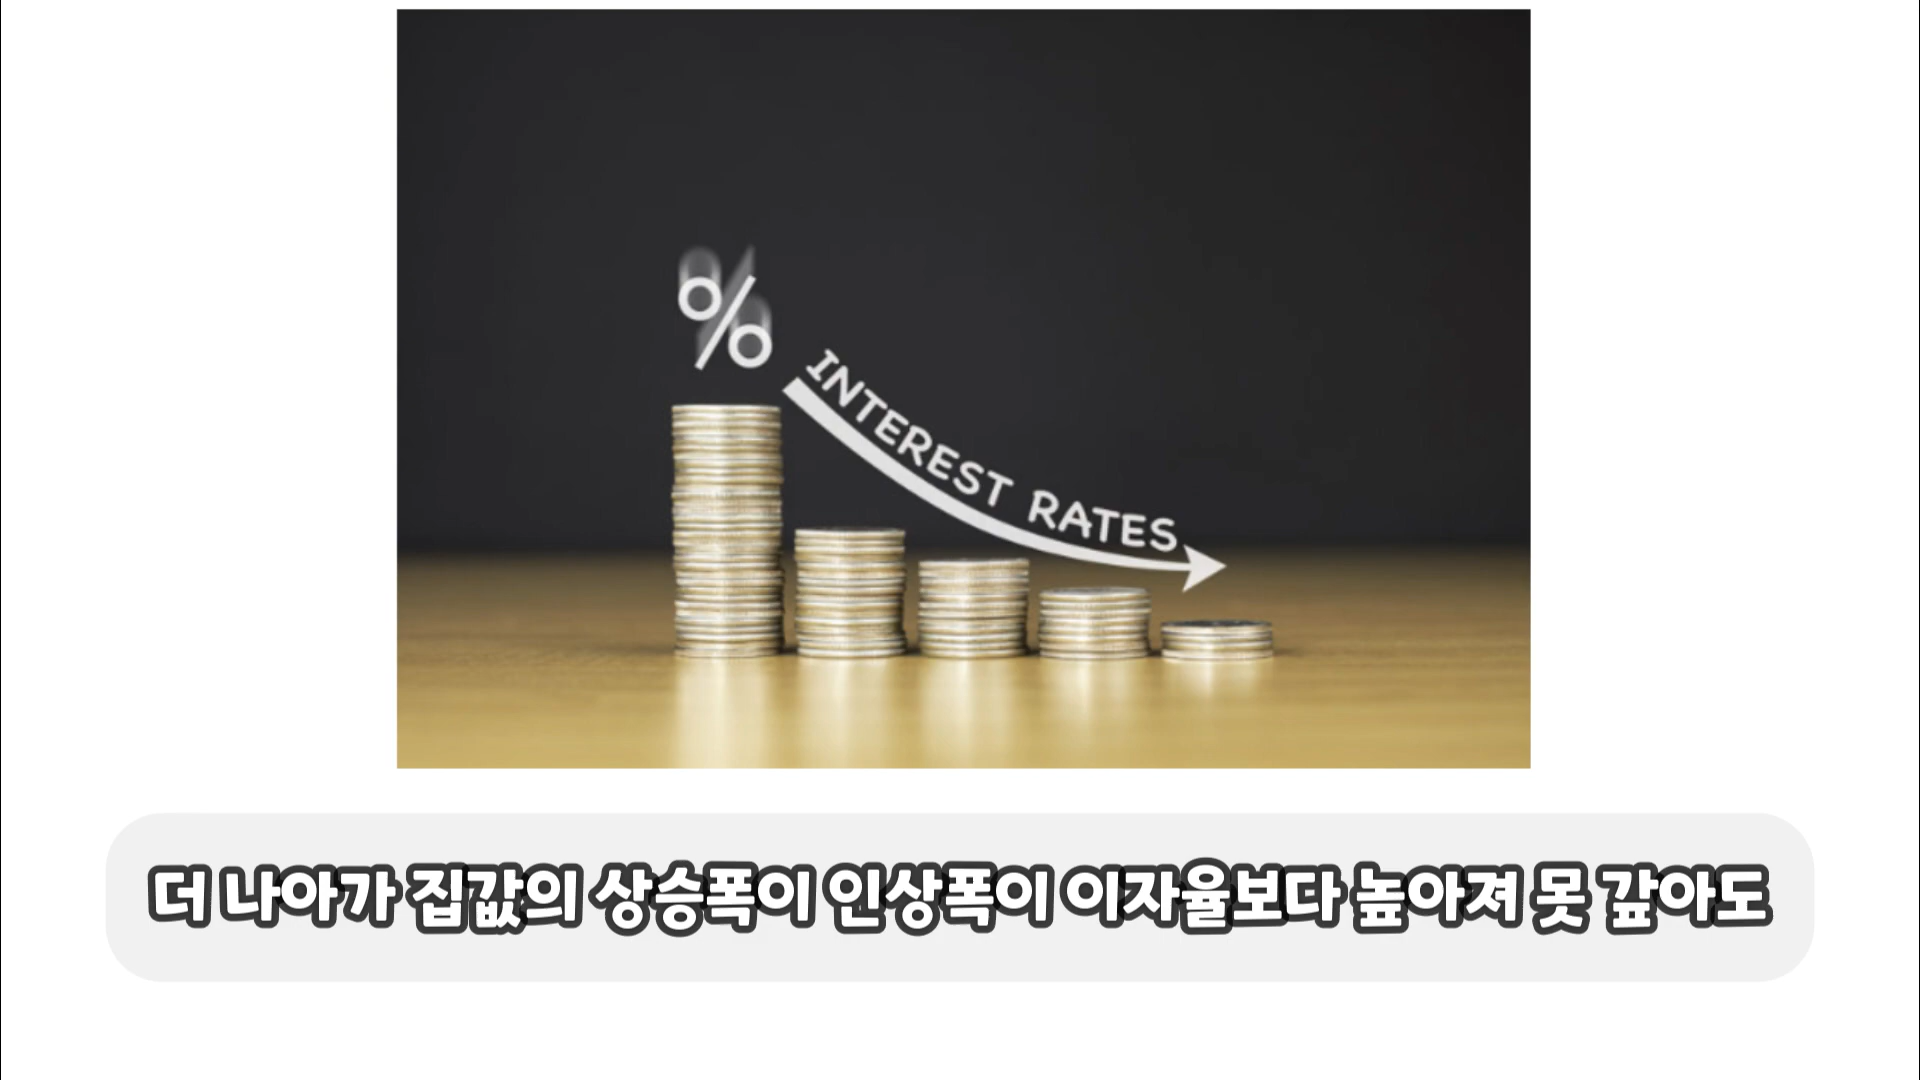 %
INTEREST RATES
더 나아가 집값의 상승폭이 인상폭이 이자율보다 높아져 못 갚아도